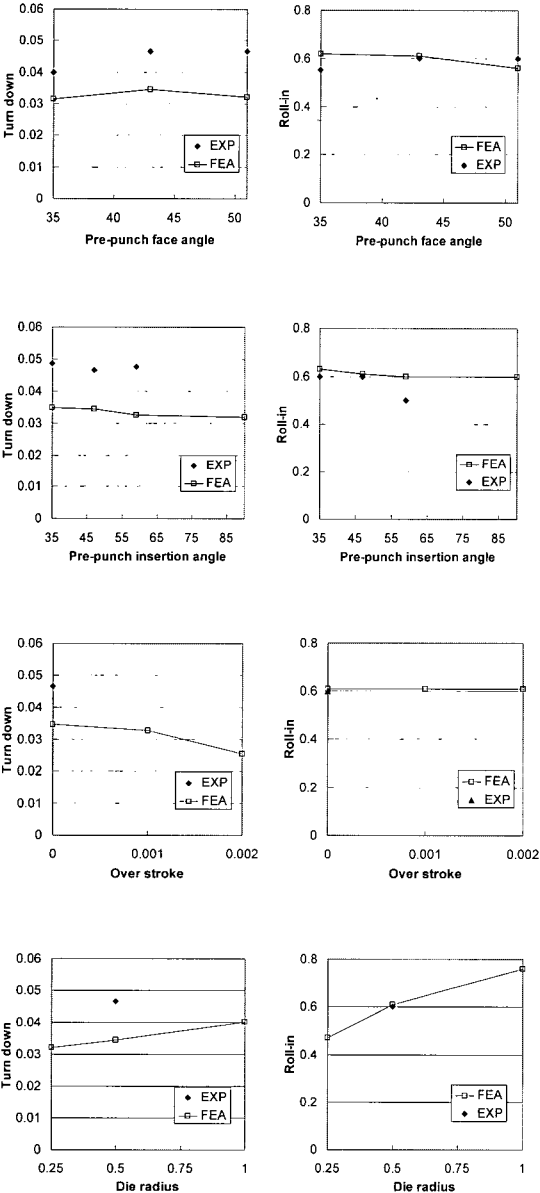 0.06
0.05
0.04
0.03
0.02
0.01
0
Turn down
EXP
FEA
35 40 45 50
Pre-punch face angle
0.8
0.6
0.4
0.2
0
Roll-in
FEA
EXP
35 40 45 50
Pre-punch face angle
0.06
0.05
0.04
0.03
0.02
0.01
0
Turn down
EXP
FEA
35 45 55 65 75 85
Pre-punch insertion angle
0.8
0.6
0.4
0.2
0
Roll-in
FEA
EXP
35 45 55 65 75 85
Pre-punch insertion angle
0.06
0.05
0.04
0.03
0.02
0.01
0
Turn down
EXP
FEA
0 0.001 0.002
Over stroke
0.8
0.6
0.4
0.2
0
Roll-in
FEA
EXP
0 0.001 0.002
Over stroke
0.06
0.05
0.04
0.03
0.02
0.01
0
Turn down
EXP
FEA
0.25 0.5 0.75 1
Die radius
0.8
0.6
0.4
0.2
0
Roll-in
FEA
EXP
0.25 0.5 0.75 1
Die radius